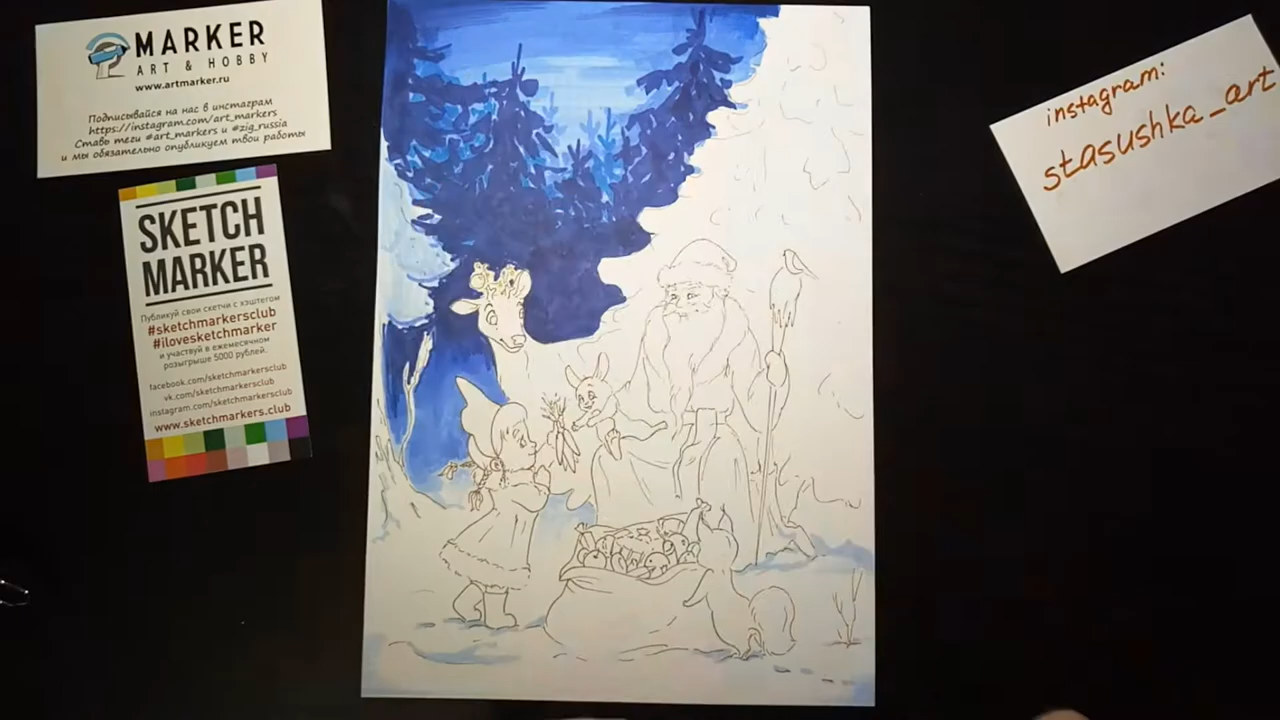 MARKER
ART & HOBBY
www.artmarker.ru
Подписывайся на нас в инстаграм
https://instagram.com/art_markers
Ставь теги #art_markers и #zig_russia
и мы обязательно опубликуем твои работы
SKETCH
MARKER
Публикуй свои скетчи с хэштегом
#sketchmarkersclub
#ilovesketchmarker
и участвуй в ежемесячном
розыгрыше 5000 рублей.
facebook.com/sketchmarkersclub
vk.com/sketchmarkersclub
instagram.com/sketchmarkersclub
www.sketchmarkers.club
instagram:
stasushka_art